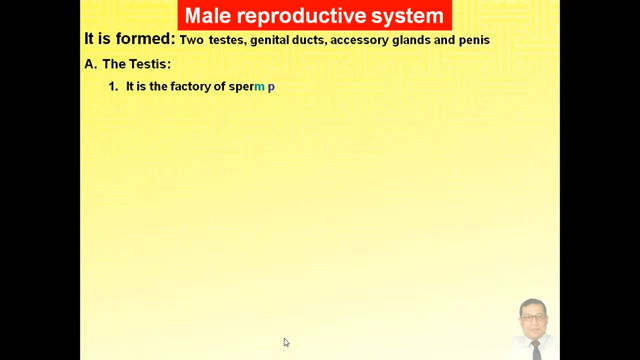 Male reproductive system
It is formed: Two testes, genital ducts, accessory glands and penis
A. The Testis:
1. It is the factory of sperm p